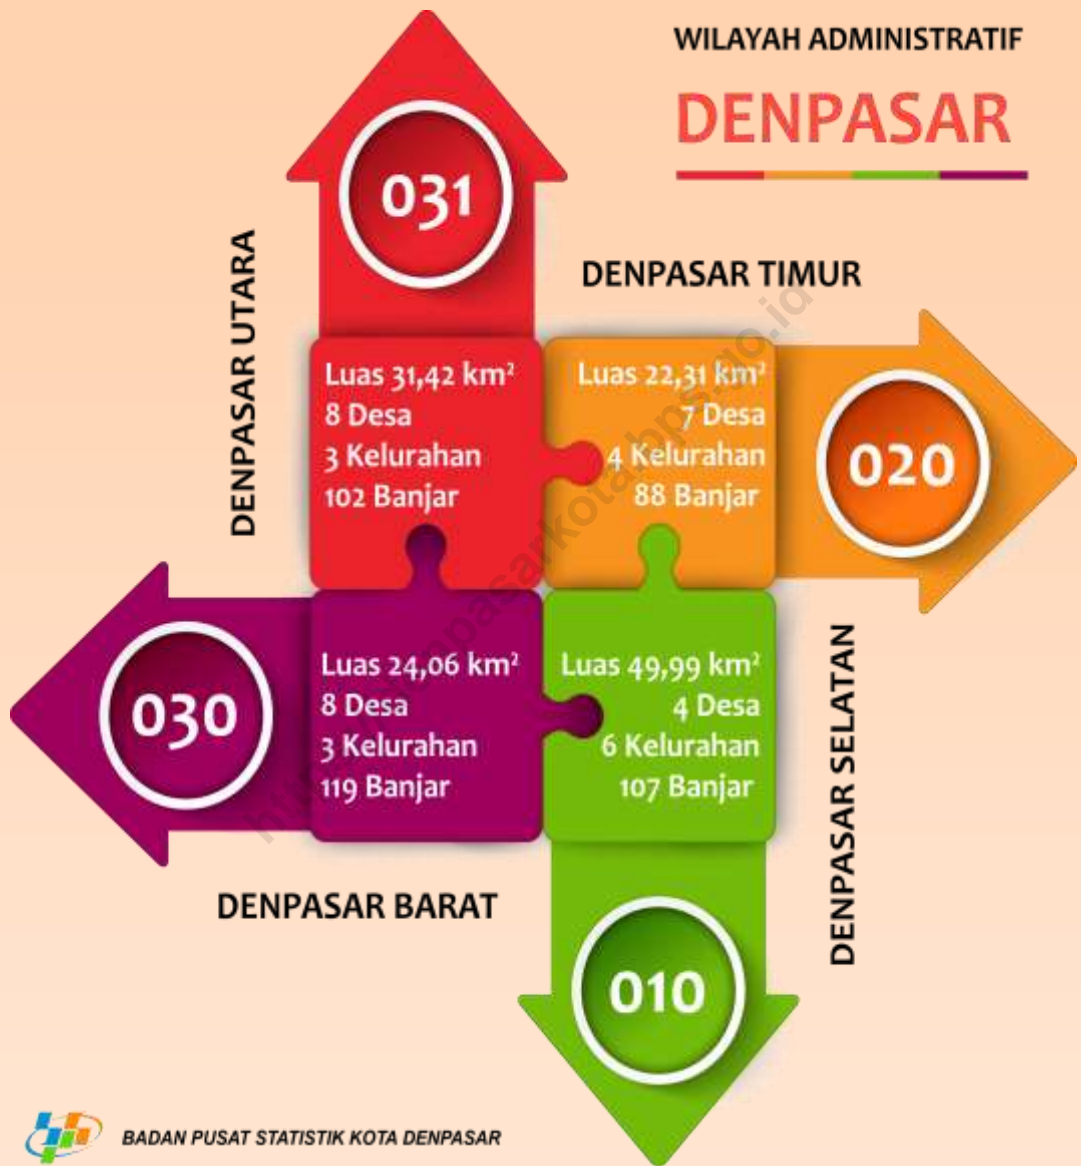 WILAYAH ADMINISTRATIF
DENPASAR
031
DENPASAR UTARA
DENPASAR TIMUR
Luas 31,42 km²
8 Desa
3 Kelurahan
102 Banjar
Luas 22,31 km²
7 Desa
4 Kelurahan
88 Banjar
020
030
Luas 24,06 km²
8 Desa
3 Kelurahan
119 Banjar
Luas 49,99 km²
4 Desa
6 Kelurahan
107 Banjar
DENPASAR SELATAN
DENPASAR BARAT
010
BADAN PUSAT STATISTIK KOTA DENPASAR